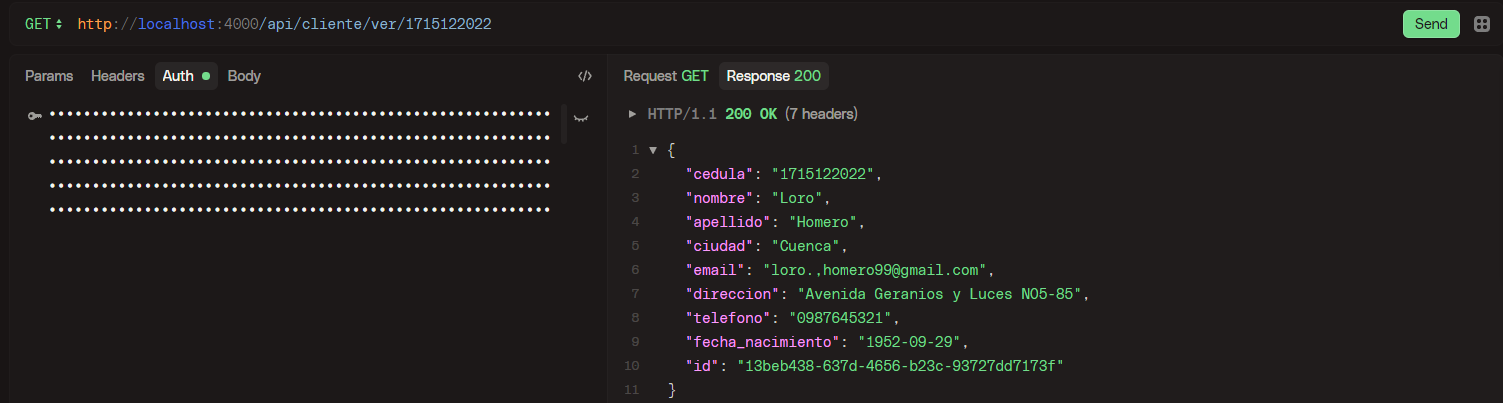 GET http://localhost:4000/api/cliente/ver/1715122022 Send
Params Headers Auth Body </>
Request GET Response 200
HTTP/1.1 200 OK (7 headers)
1 {
2 "cedula": "1715122022",
3 "nombre": "Loro",
4 "apellido": "Homero",
5 "ciudad": "Cuenca",
6 "email": "loro.,homero99@gmail.com",
7 "direccion": "Avenida Geranios y Luces NO5-85",
8 "telefono": "0987645321",
9 "fecha_nacimiento": "1952-09-29",
10 "id": "13beb438-637d-4656-b23c-93727dd7173f"
11 }